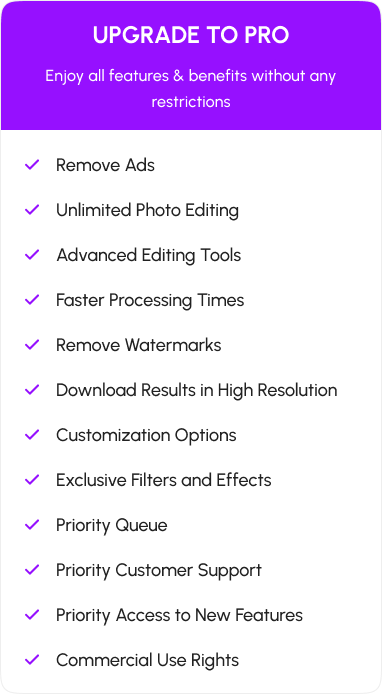 UPGRADE TO PRO
Enjoy all features & benefits without any
restrictions
Remove Ads
Unlimited Photo Editing
Advanced Editing Tools
Faster Processing Times
Remove Watermarks
Download Results in High Resolution
Customization Options
Exclusive Filters and Effects
Priority Queue
Priority Customer Support
Priority Access to New Features
Commercial Use Rights